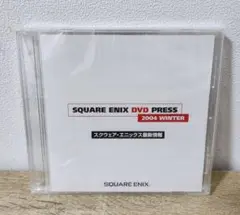 SQUARE ENIX DVD PRESS
2004 WINTER
スクウェア・エニックス最新情報
SQUARE ENIX.